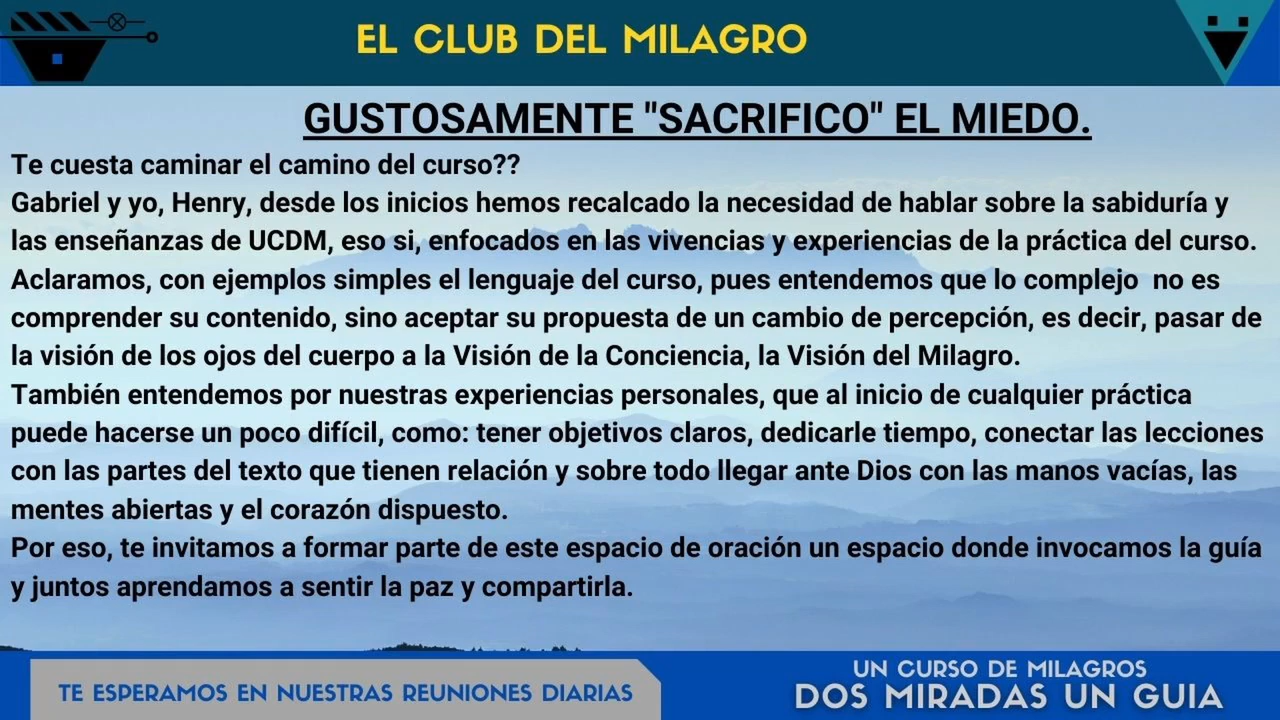 EL CLUB DEL MILAGRO
GUSTOSAMENTE "SACRIFICO" EL MIEDO.
Te cuesta caminar el camino del curso??
Gabriel y yo, Henry, desde los inicios hemos recalcado la necesidad de hablar sobre la sabiduría y
las enseñanzas de UCDM, eso si, enfocados en las vivencias y experiencias de la práctica del curso.
Aclaramos, con ejemplos simples el lenguaje del curso, pues entendemos que lo complejo  no es
comprender su contenido, sino aceptar su propuesta de un cambio de percepción, es decir, pasar de
la visión de los ojos del cuerpo a la Visión de la Conciencia, la Visión del Milagro.
También entendemos por nuestras experiencias personales, que al inicio de cualquier práctica
puede hacerse un poco difícil, como: tener objetivos claros, dedicarle tiempo, conectar las lecciones
con las partes del texto que tienen relación y sobre todo llegar ante Dios con las manos vacías, las
mentes abiertas y el corazón dispuesto.
Por eso, te invitamos a formar parte de este espacio de oración un espacio donde invocamos la guía
y juntos aprendamos a sentir la paz y compartirla.
TE ESPERAMOS EN NUESTRAS REUNIONES DIARIAS
UN CURSO DE MILAGROS
DOS MIRADAS UN GUIA